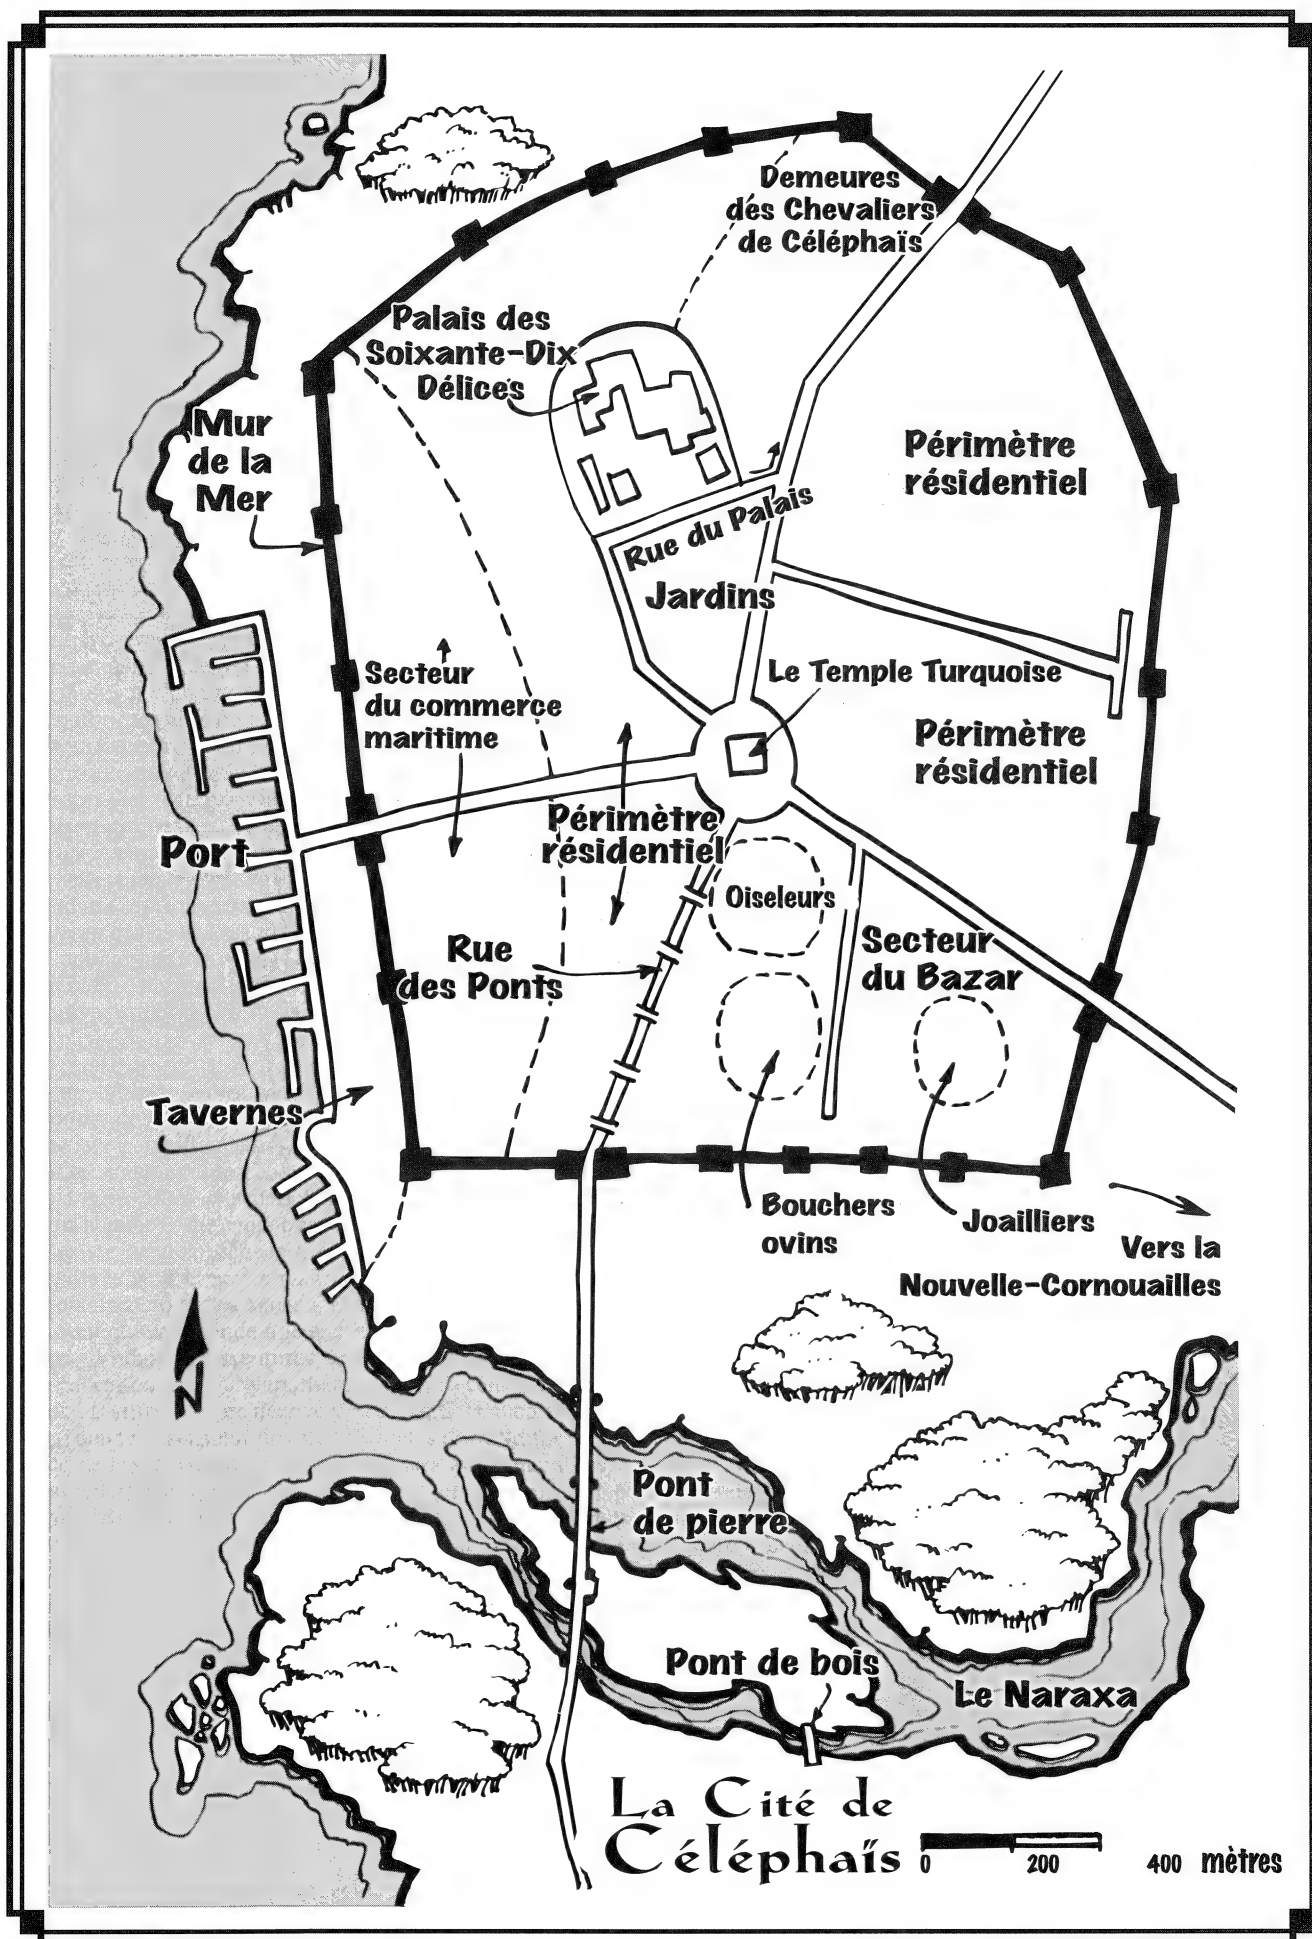 Demeures
des Chevaliers
de Céléphaïs
Palais des
Soixante-Dix
Délices
Mur
de la
Mer
Périmètre
résidentiel
Rue du Palais
Jardins
Le Temple Turquoise
Secteur
du commerce
maritime
Périmètre
résidentiel
Périmètre
résidentiel
Port
Oiseleurs
Rue
des Ponts
Secteur
du Bazar
Tavernes
Bouchers
ovins
Joailliers
Vers la
Nouvelle-Cornouailles
N
Pont
de pierre
Pont de bois
Le Naraxa
La Cité de
Céléphaïs
0 200 400 mètres